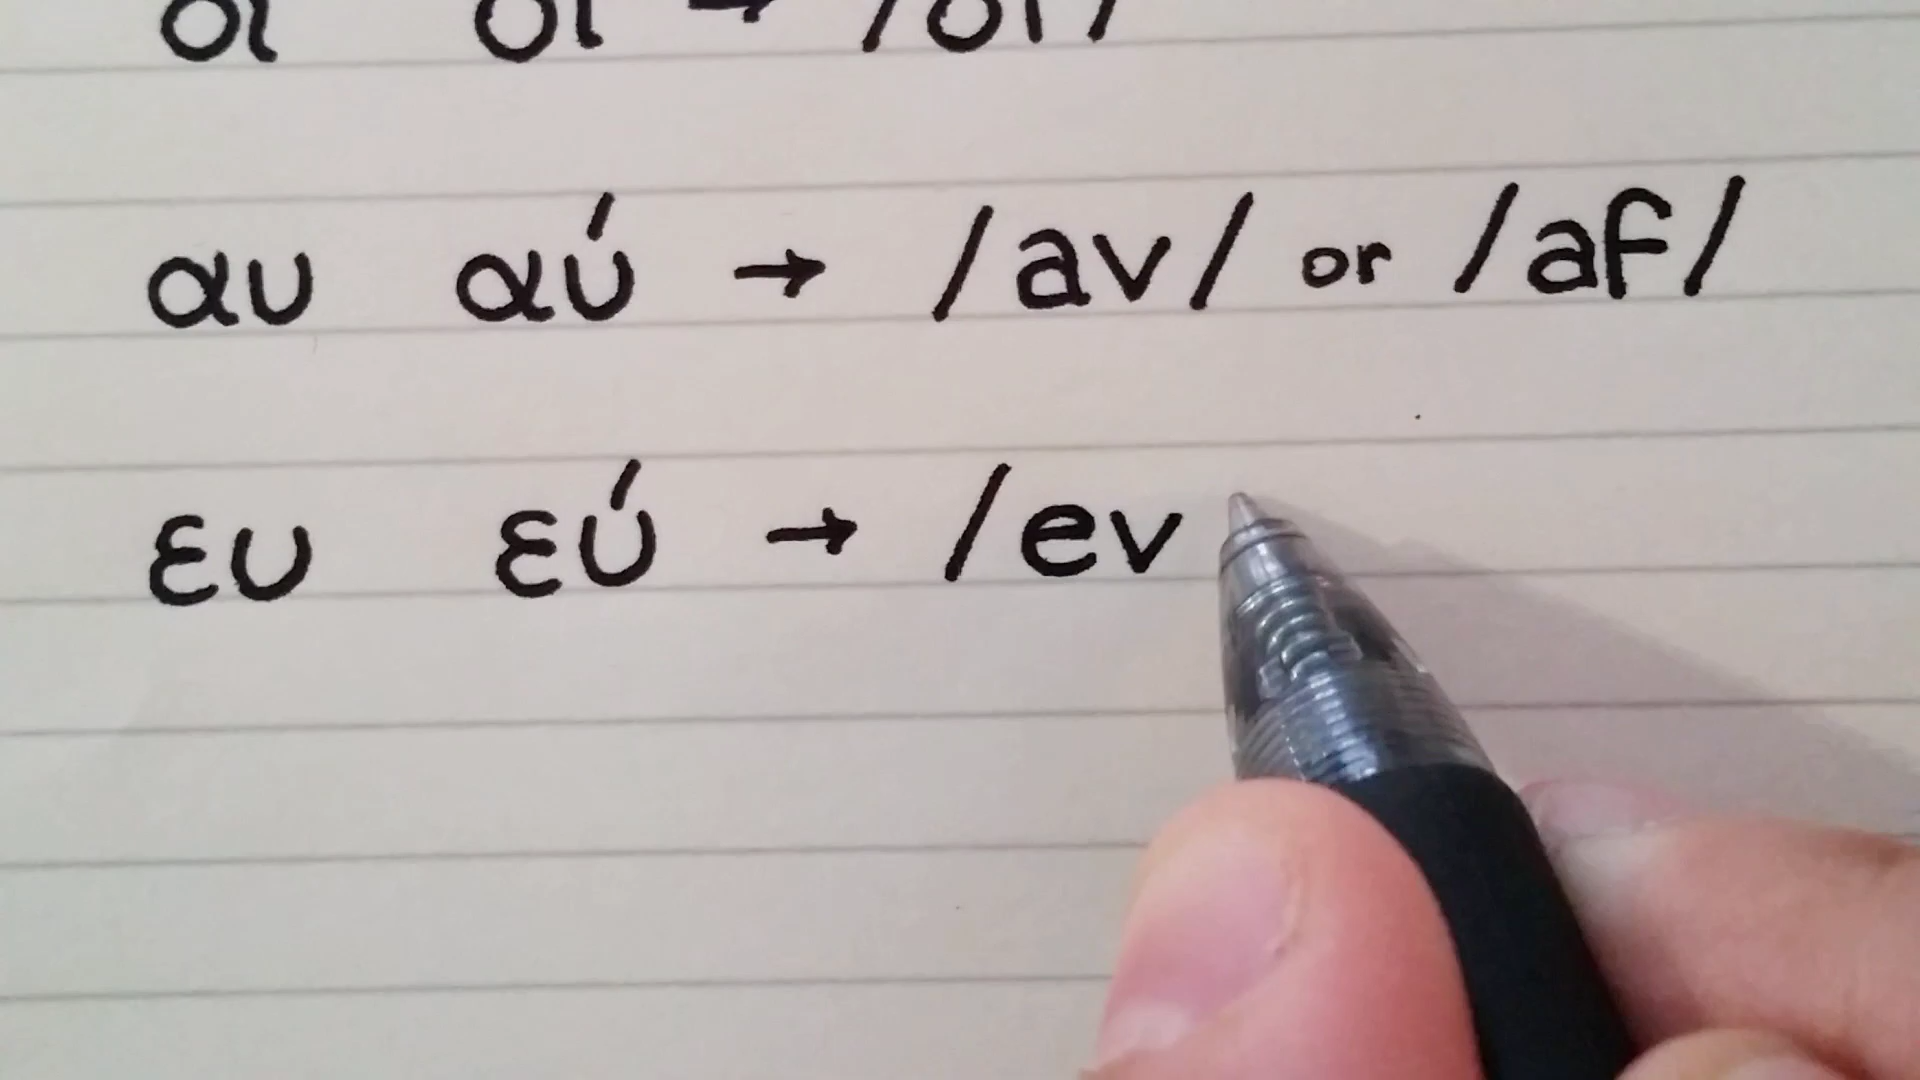 αυ αύ → /av/ or /af/
ευ εύ → /ev